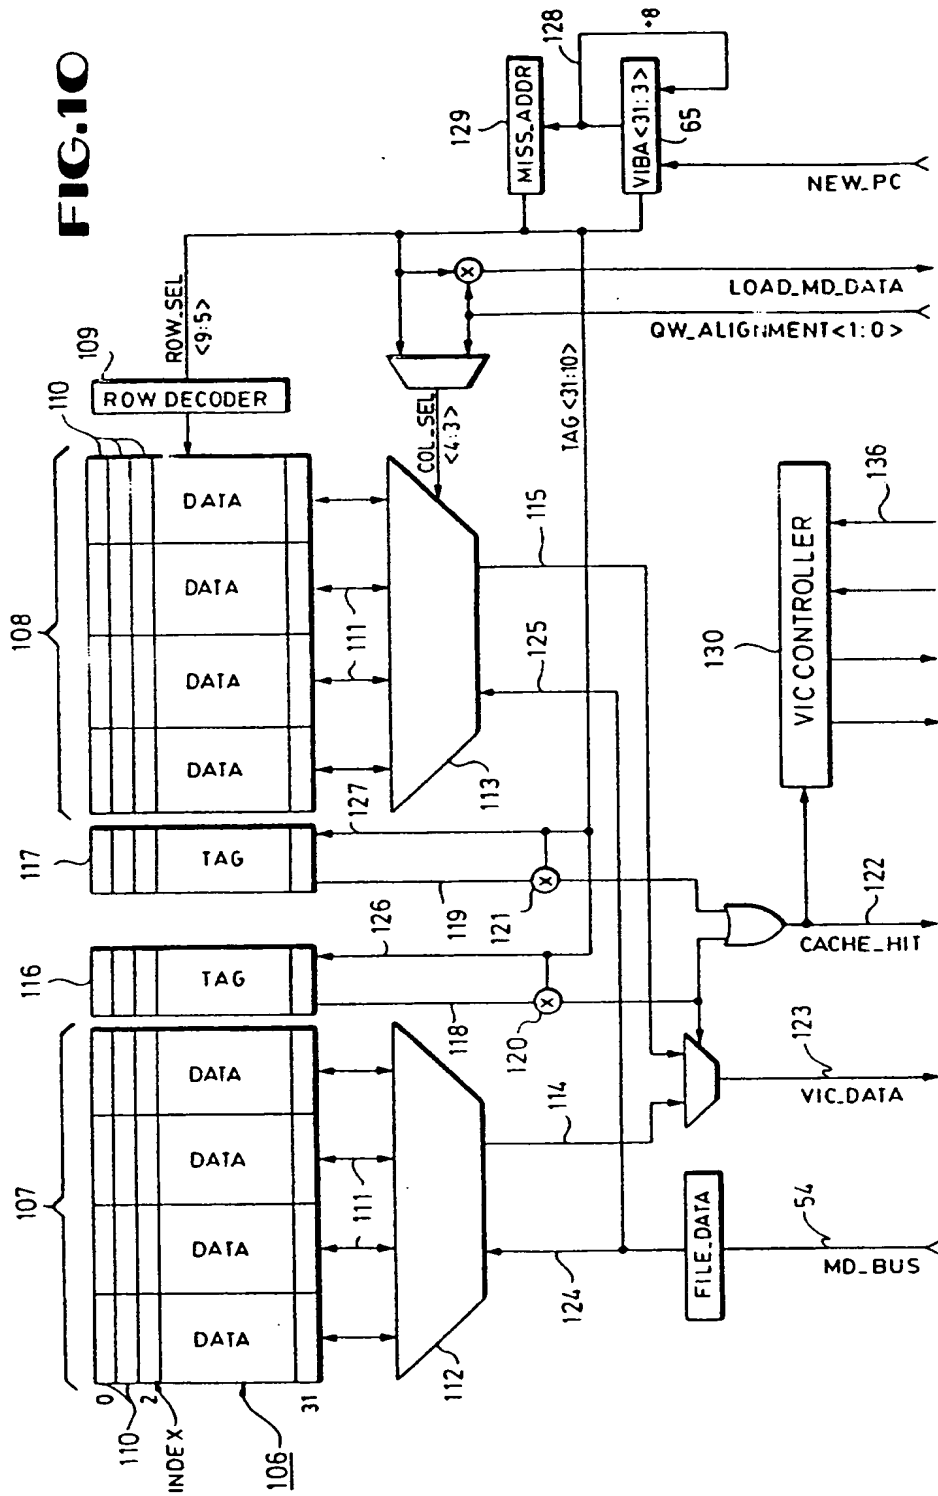 FIG.10
108
110
109
ROW DECODER
ROW_SEL
<9:5>
129
MISS_ADDR
128
+8
VIBA<31:3>
65
NEW_PC
LOAD_MD_DATA
QW_ALIGNMENT<1:0>
COL_SEL
<4:3>
TAG<31:10>
DATA
DATA
DATA
DATA
111
113
115
125
117
TAG
127
119
121
116
TAG
126
118
120
107
DATA
DATA
DATA
DATA
111
112
114
124
0
110
2
INDEX
106
31
130
VIC CONTROLLER
136
122
CACHE_HIT
123
VIC_DATA
FILE_DATA
54
MD_BUS